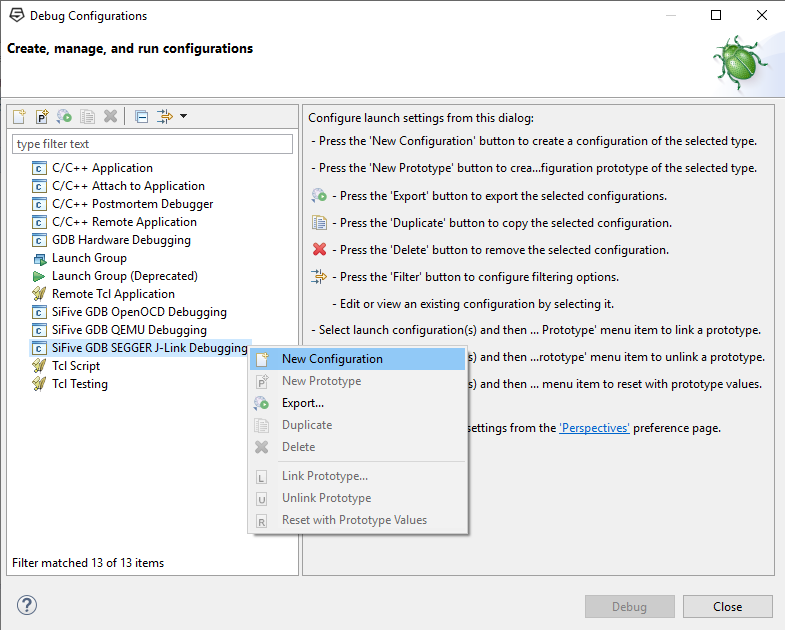 Debug Configurations
Create, manage, and run configurations
type filter text
C/C++ Application
C/C++ Attach to Application
C/C++ Postmortem Debugger
C/C++ Remote Application
GDB Hardware Debugging
Launch Group
Launch Group (Deprecated)
Remote Tcl Application
SiFive GDB OpenOCD Debugging
SiFive GDB QEMU Debugging
SiFive GDB SEGGER J-Link Debugging
Tcl Script
Tcl Testing
Filter matched 13 of 13 items
New Configuration
New Prototype
Export...
Duplicate
Delete
Link Prototype...
Unlink Prototype
Reset with Prototype Values
Configure launch settings from this dialog:
- Press the 'New Configuration' button to create a configuration of the selected type.
- Press the 'New Prototype' button to crea...figuration prototype of the selected type.
- Press the 'Export' button to export the selected configurations.
- Press the 'Duplicate' button to copy the selected configuration.
- Press the 'Delete' button to remove the selected configuration.
- Press the 'Filter' button to configure filtering options.
- Edit or view an existing configuration by selecting it.
- Select launch configuration(s) and then ... Prototype' menu item to link a prototype.
s) and then ...rototype' menu item to unlink a prototype.
s) and then ... menu item to reset with prototype values.
settings from the 'Perspectives' preference page.
Debug
Close